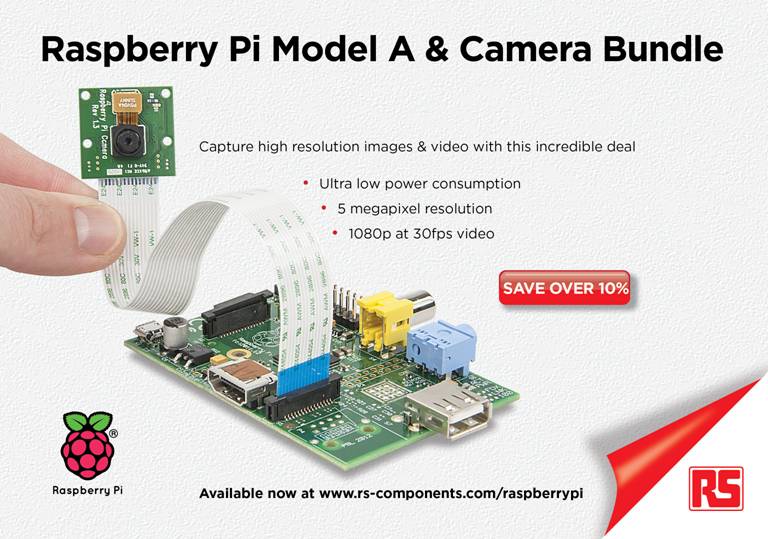 Raspberry Pi Model A & Camera Bundle
Capture high resolution images & video with this incredible deal
• Ultra low power consumption
• 5 megapixel resolution
• 1080p at 30fps video
SAVE OVER 10%
Raspberry Pi Camera
Rev 1.3
SUNNY
Raspberry Pi
®
Available now at www.rs-components.com/raspberrypi
RS